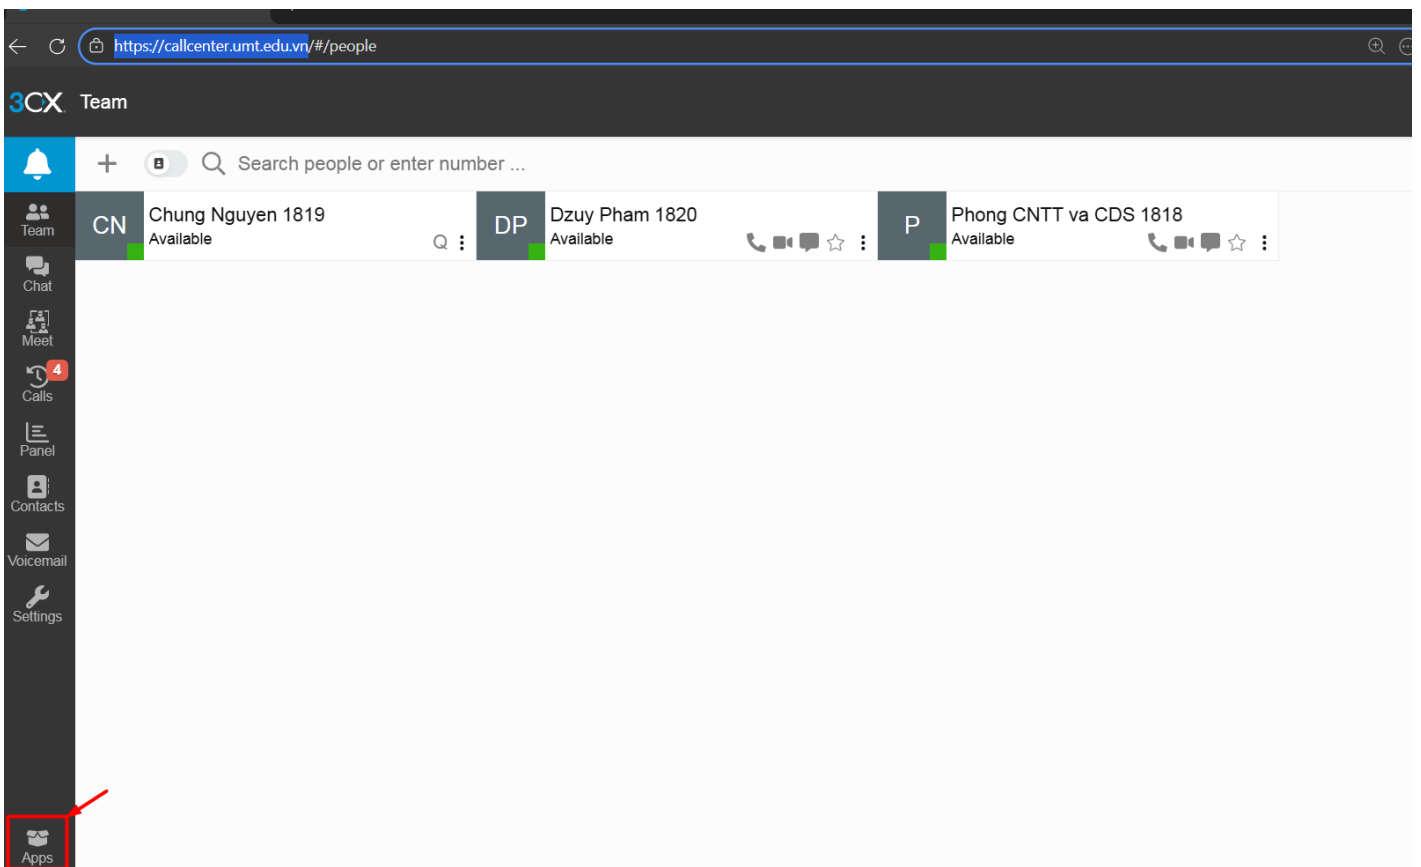 https://callcenter.umt.edu.vn/#/people
3CX Team
Search people or enter number ...
Team
CN Chung Nguyen 1819
Available
Q
DP Dzuy Pham 1820
Available
P Phong CNTT va CDS 1818
Available
Chat
Meet
4
Calls
Panel
Contacts
Voicemail
Settings
Apps